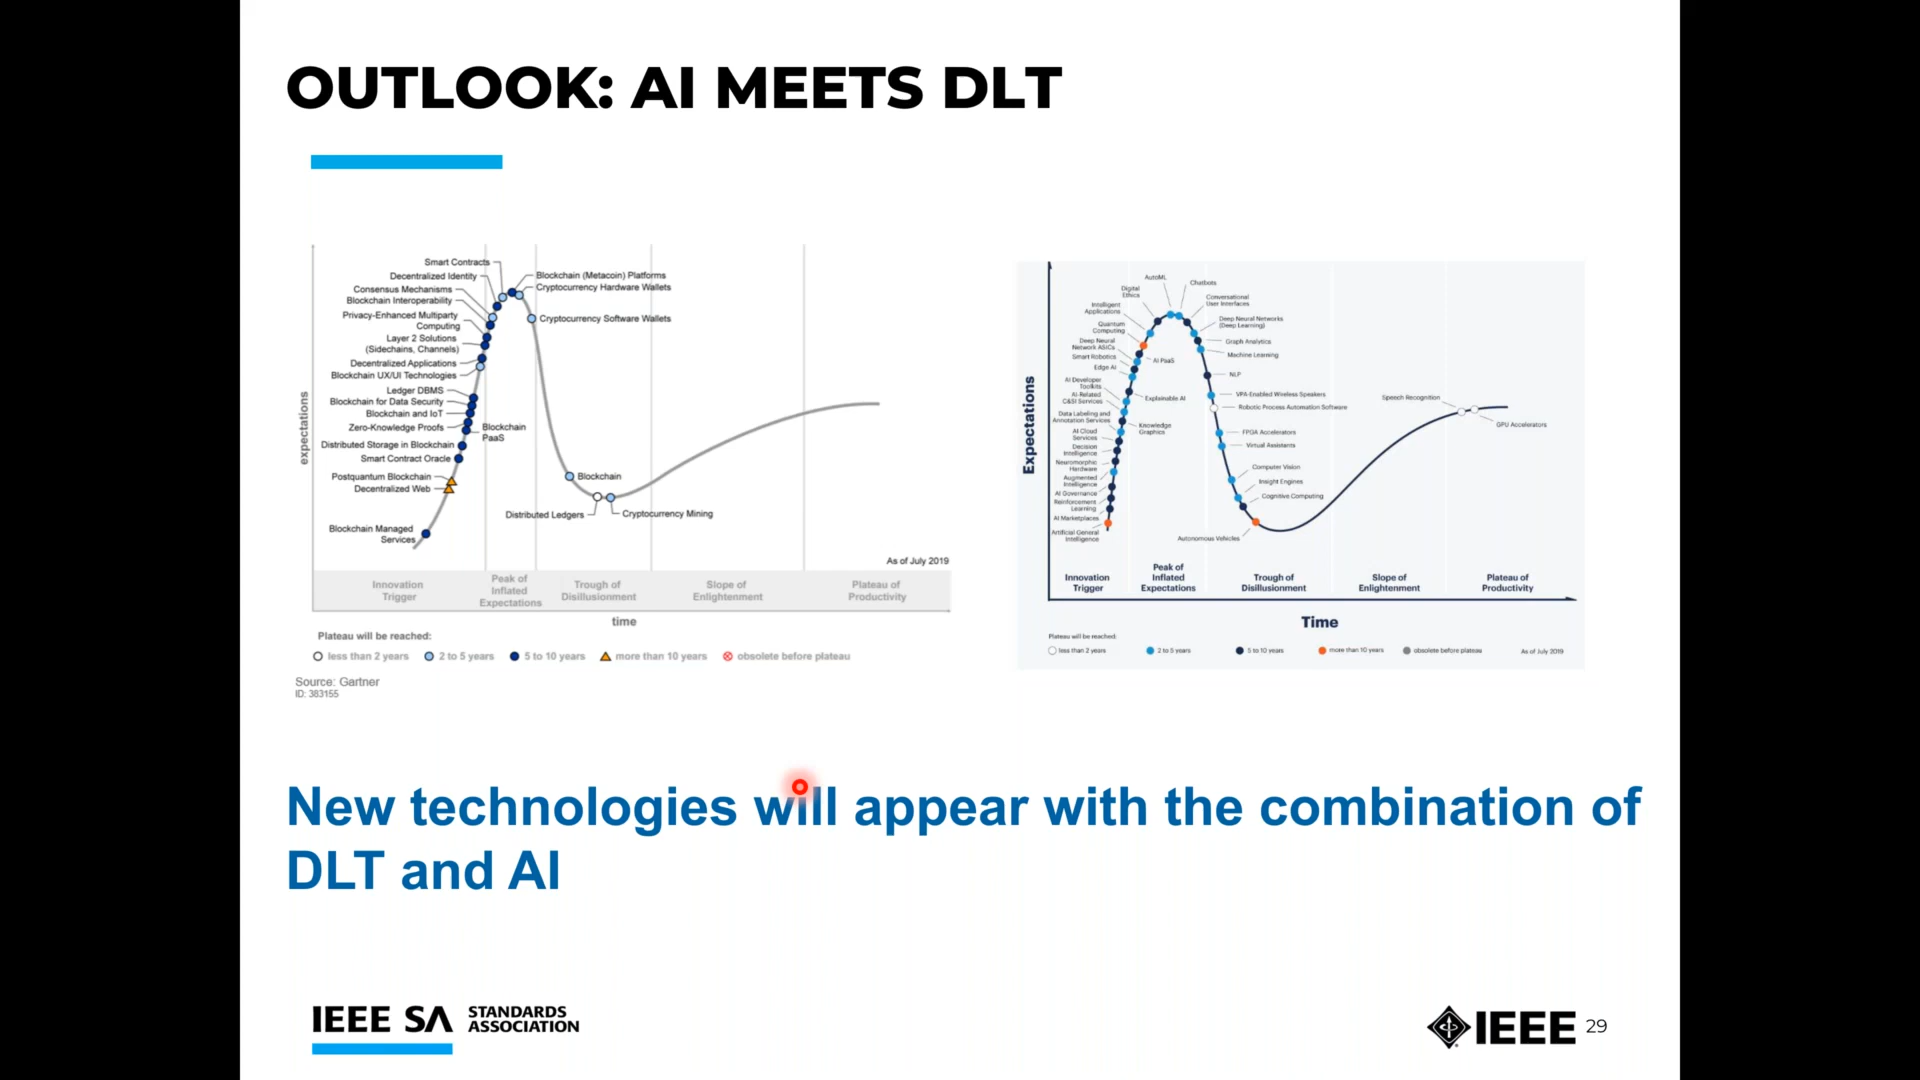 OUTLOOK: AI MEETS DLT
Smart Contracts
Decentralized Identity
Consensus Mechanisms
Blockchain Interoperability
Privacy-Enhanced Multiparty
Computing
Layer 2 Solutions
(Sidechains, Channels)
Decentralized Applications
Blockchain UX/UI Technologies
Ledger DBMS
Blockchain for Data Security
Blockchain and IoT
Zero-Knowledge Proofs
Distributed Storage in Blockchain
Smart Contract Oracle
Postquantum Blockchain
Decentralized Web
Blockchain Managed
Services
Blockchain
PaaS
Blockchain (Metacoin) Platforms
Cryptocurrency Hardware Wallets
Cryptocurrency Software Wallets
Blockchain
Distributed Ledgers
Cryptocurrency Mining
expectations
As of July 2019
Innovation
Trigger
Peak of
Inflated
Expectations
Trough of
Disillusionment
Slope of
Enlightenment
Plateau of
Productivity
time
Plateau will be reached:
less than 2 years
2 to 5 years
5 to 10 years
more than 10 years
obsolete before plateau
Source: Gartner
ID: 383155
Expectations
AutoML
Digital
Ethics
Intelligent
Applications
Quantum
Computing
Deep Neural
Network ASICs
Smart Robotics
Edge AI
AI Developer
Toolkits
AI-Related
C&SI Services
Data Labeling and
Annotation Services
AI Cloud
Services
Decision
Intelligence
Neuromorphic
Hardware
Augmented
Intelligence
AI Governance
Reinforcement
Learning
AI Marketplaces
Artificial General
Intelligence
AI PaaS
Explainable AI
Knowledge
Graphics
Chatbots
Conversational
User Interfaces
Deep Neural Networks
(Deep Learning)
Graph Analytics
Machine Learning
NLP
VPA-Enabled Wireless Speakers
Robotic Process Automation Software
FPGA Accelerators
Virtual Assistants
Computer Vision
Insight Engines
Cognitive Computing
Autonomous Vehicles
Speech Recognition
GPU Accelerators
Innovation
Trigger
Peak of
Inflated
Expectations
Trough of
Disillusionment
Slope of
Enlightenment
Plateau of
Productivity
Time
Plateau will be reached:
less than 2 years
2 to 5 years
5 to 10 years
more than 10 years
obsolete before plateau
As of July 2019
New technologies will appear with the combination of
DLT and AI
IEEE SA
STANDARDS
ASSOCIATION
IEEE
29